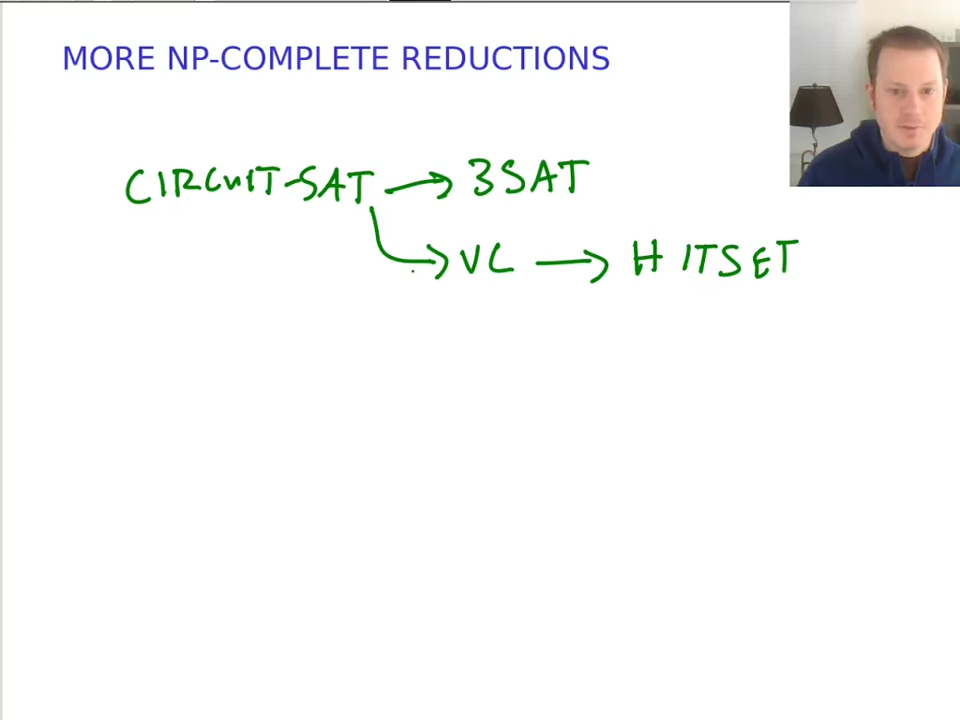 MORE NP-COMPLETE REDUCTIONS
CIRCUIT-SAT → 3SAT
→ VC → HITSET